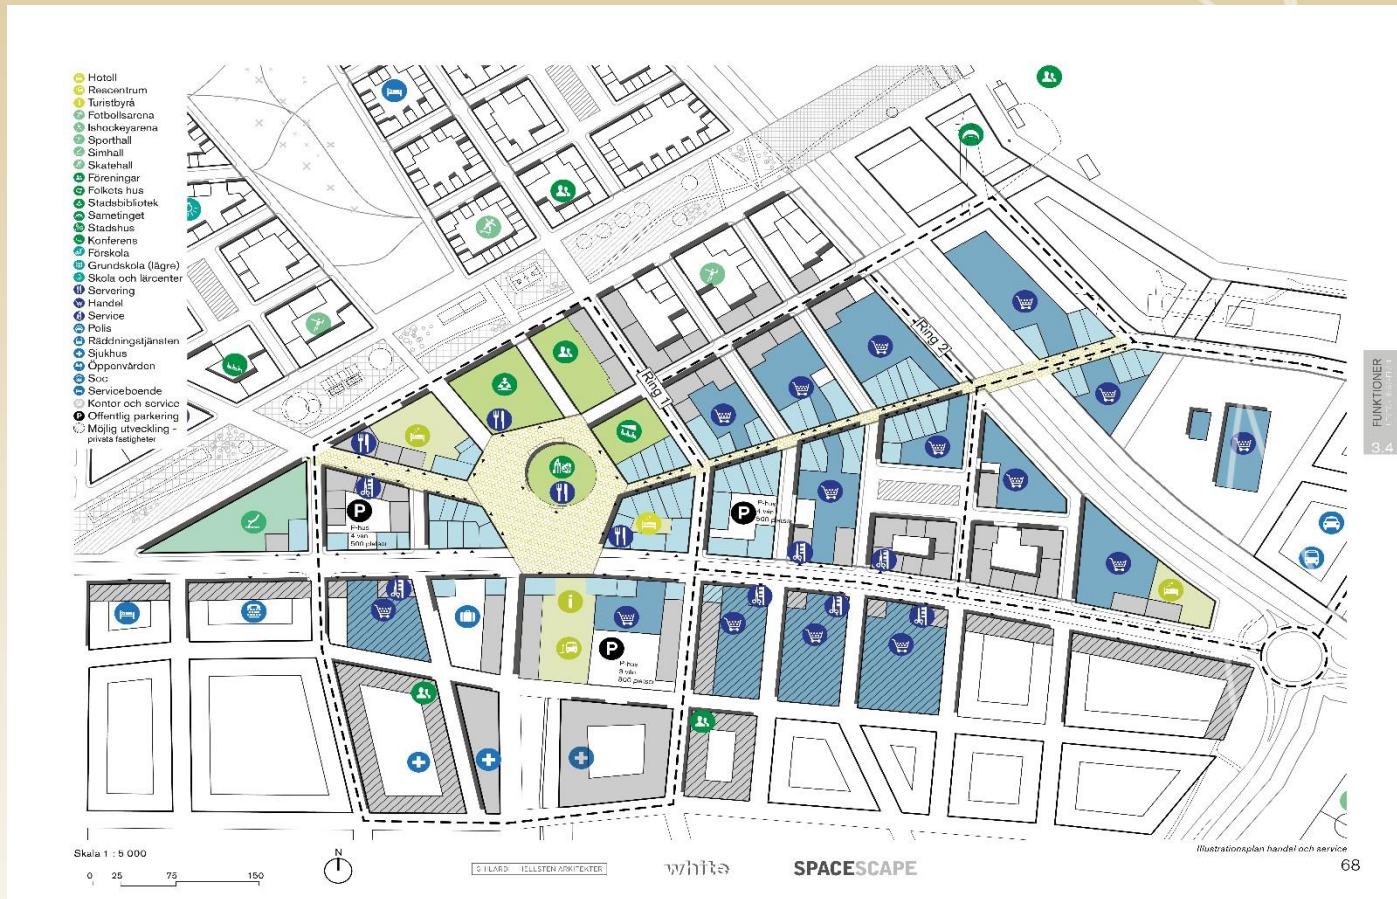 Hotell
Rescentrum
Turistbyrå
Fotbollsarena
Ishockeyarena
Sporthall
Simhall
Skatehall
Föreningar
Folkets hus
Stadsbibliotek
Sametinget
Stadshus
Konferens
Förskola
Grundskola (lägre)
Skola och lärcenter
Servering
Handel
Service
Polis
Räddningstjänsten
Sjukhus
Öppenvården
Soc
Serviceboende
Kontor och service
P Offentlig parkering
Möjlig utveckling -
privata fastigheter
Ring 1
Ring 2
P
P-hus
4 vån
500 platser
P
P-hus
4 vån
500 platser
P
P-hus
3 vån
800 platser
FUNKTIONER
3.4
Skala 1 : 5 000
0 25 75 150
N
white
SPACESCAPE
Illustrationsplan handel och service
68